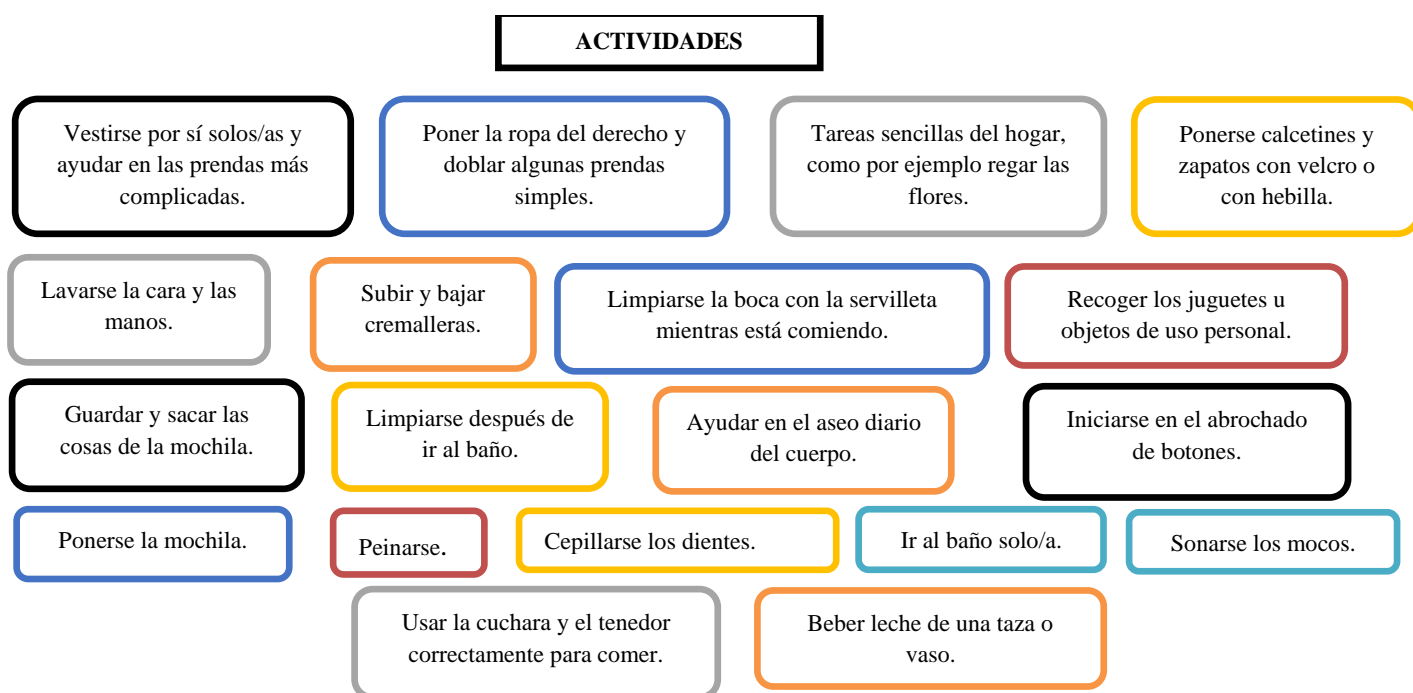 ACTIVIDADES
Vestirse por sí solos/as y
ayudar en las prendas más
complicadas.
Poner la ropa del derecho y
doblar algunas prendas
simples.
Tareas sencillas del hogar,
como por ejemplo regar las
flores.
Ponerse calcetines y
zapatos con velcro o
con hebilla.
Lavarse la cara y las
manos.
Subir y bajar
cremalleras.
Limpiarse la boca con la servilleta
mientras está comiendo.
Recoger los juguetes u
objetos de uso personal.
Guardar y sacar las
cosas de la mochila.
Limpiarse después de
ir al baño.
Ayudar en el aseo diario
del cuerpo.
Iniciarse en el abrochado
de botones.
Ponerse la mochila.
Peinarse.
Cepillarse los dientes.
Ir al baño solo/a.
Sonarse los mocos.
Usar la cuchara y el tenedor
correctamente para comer.
Beber leche de una taza o
vaso.